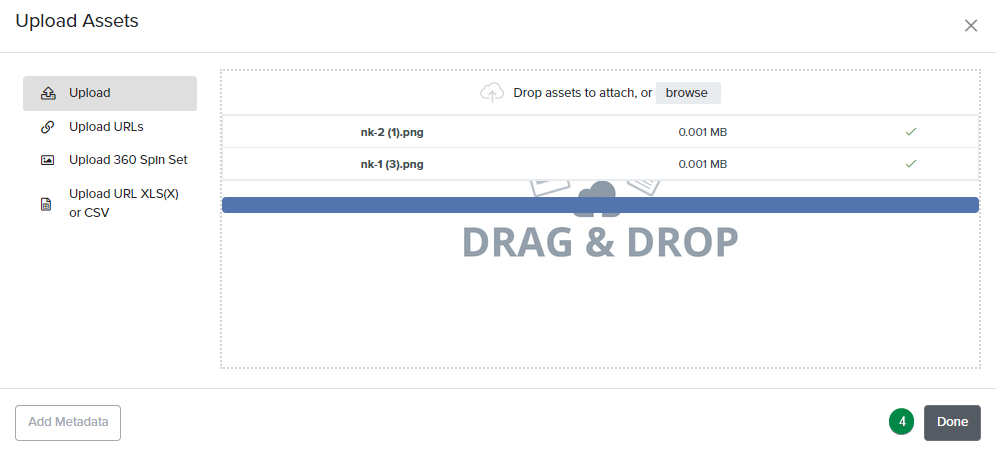 Upload Assets
Upload
Upload URLs
Upload 360 Spin Set
Upload URL XLS(X)
or CSV
Drop assets to attach, or browse
nk-2 (1).png 0.001 MB
nk-1 (3).png 0.001 MB
DRAG & DROP
Add Metadata
4
Done